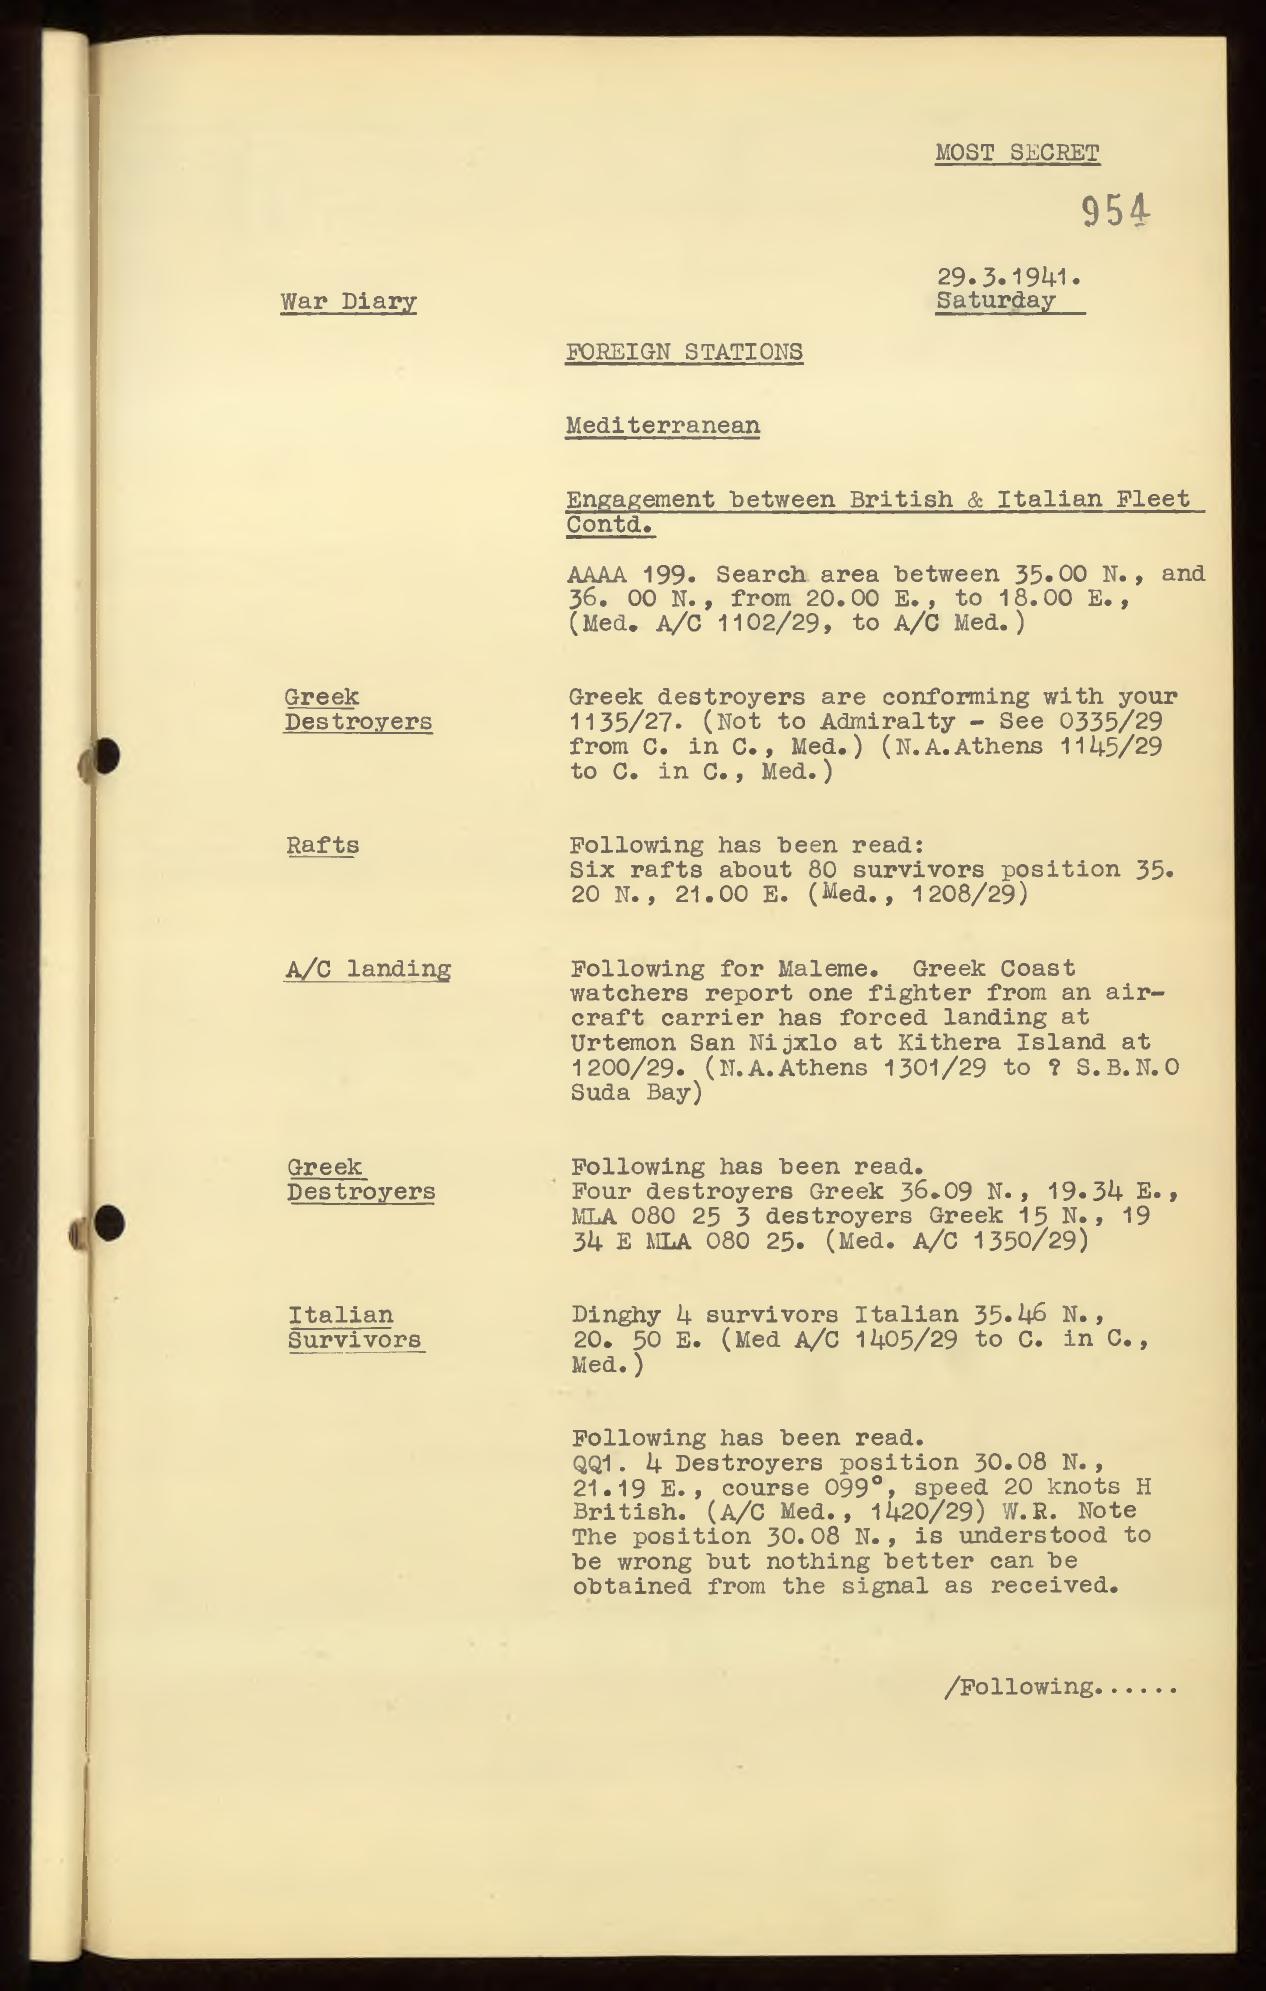 MOST SECRET
954
29.3.1941.
War Diary
Saturday
FOREIGN STATIONS
Mediterranean
Engagement between British & Italian Fleet
Contd.
AAAA 199. Search area between 35.00 N., and
36. 00 N., from 20.00 E., to 18.00 E.,
(Med. A/C 1102/29, to A/C Med.)
Greek
Destroyers
Greek destroyers are conforming with your
1135/27. (Not to Admiralty - See 0335/29
from C. in C., Med.) (N.A.Athens 1145/29
to C. in C., Med.)
Rafts
Following has been read:
Six rafts about 80 survivors position 35.
20 N., 21.00 E. (Med., 1208/29)
A/C landing
Following for Maleme. Greek Coast
watchers report one fighter from an air-
craft carrier has forced landing at
Urtemon San Nijxlo at Kithera Island at
1200/29. (N.A.Athens 1301/29 to ? S.B.N.O
Suda Bay)
Greek
Destroyers
Following has been read.
Four destroyers Greek 36.09 N., 19.34 E.,
MLA 080 25 3 destroyers Greek 15 N., 19
34 E MLA 080 25. (Med. A/C 1350/29)
Italian
Survivors
Dinghy 4 survivors Italian 35.46 N.,
20. 50 E. (Med A/C 1405/29 to C. in C.,
Med.)
Following has been read.
QQ1. 4 Destroyers position 30.08 N.,
21.19 E., course 099°, speed 20 knots H
British. (A/C Med., 1420/29) W.R. Note
The position 30.08 N., is understood to
be wrong but nothing better can be
obtained from the signal as received.
/Following......